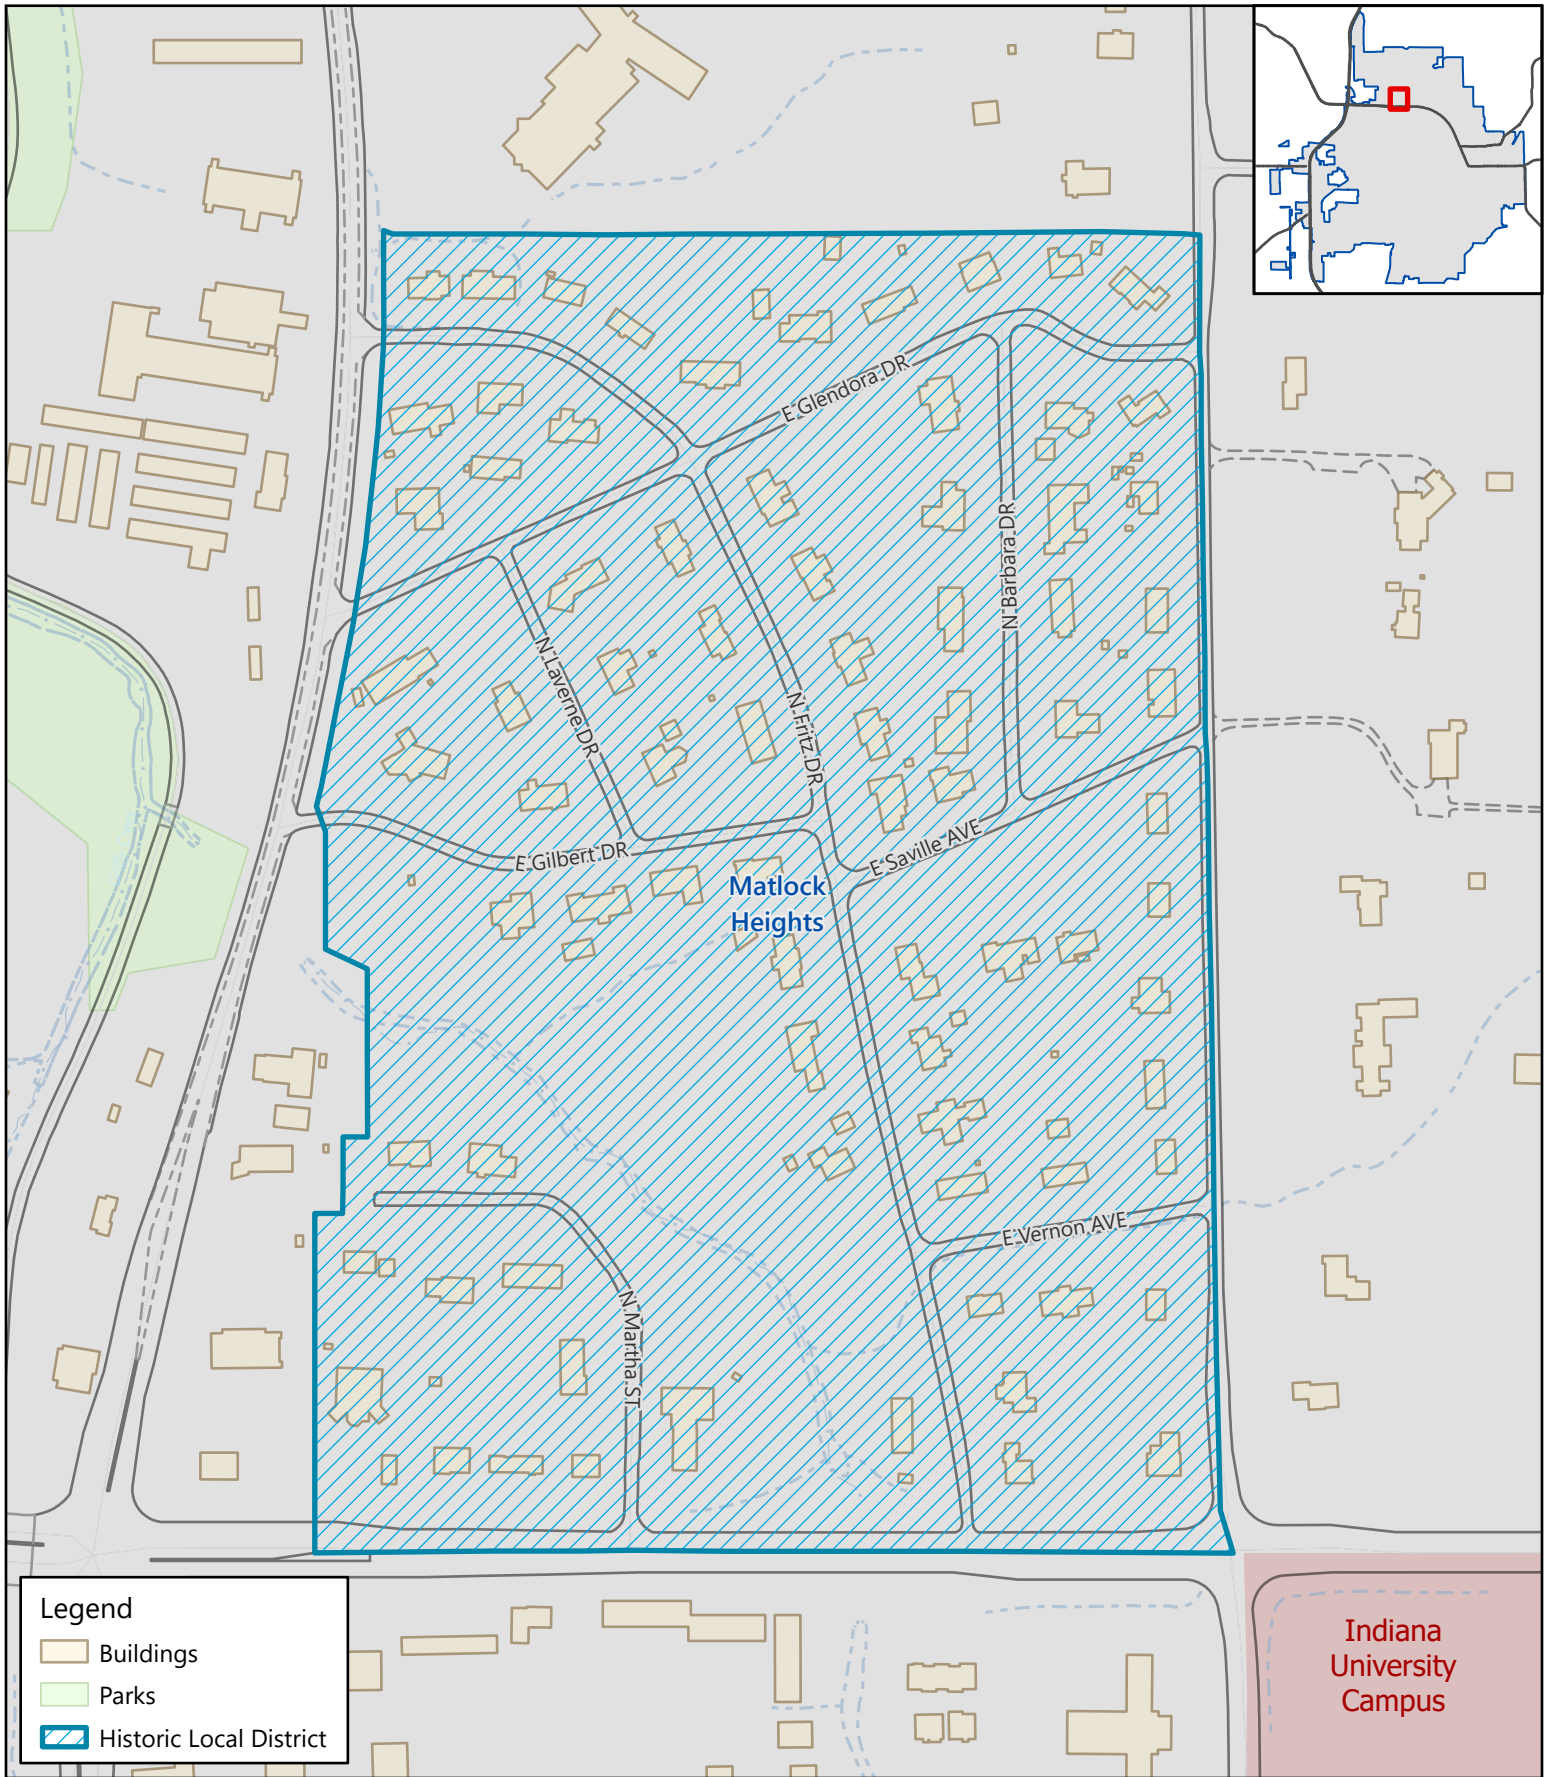 E Glendora DR
N Barbara DR
N Laverne DR
N Fritz DR
E Gilbert DR
E Saville AVE
Matlock
Heights
E Vernon AVE
N Martha ST
Legend
Buildings
Parks
Historic Local District
Indiana
University
Campus